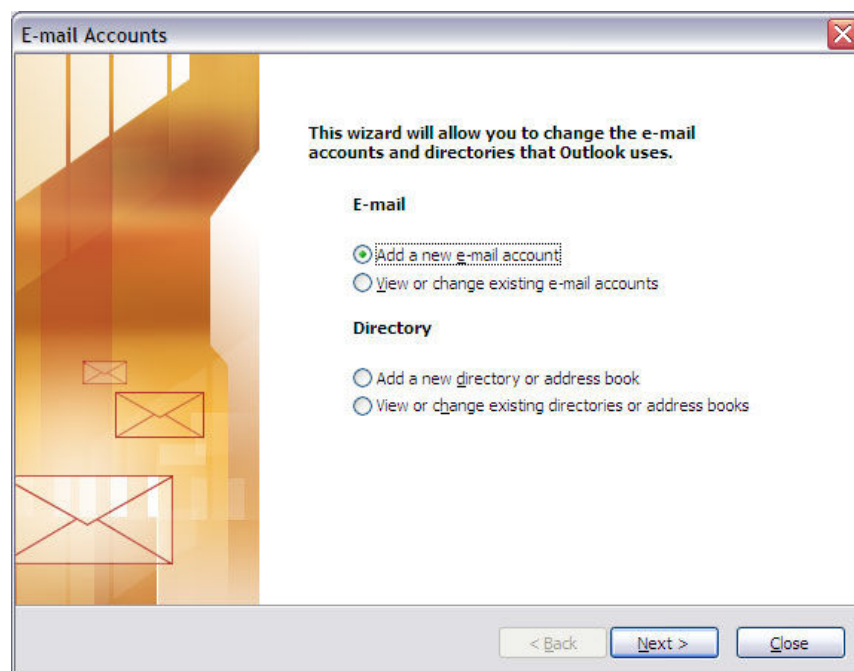 E-mail Accounts
This wizard will allow you to change the e-mail
accounts and directories that Outlook uses.
E-mail
Add a new e-mail account
View or change existing e-mail accounts
Directory
Add a new directory or address book
View or change existing directories or address books
< Back
Next >
Close